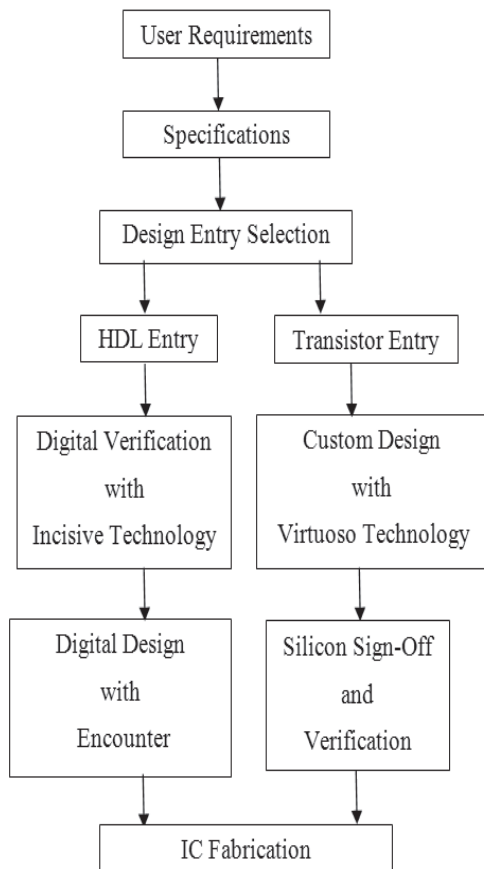 User Requirements
Specifications
Design Entry Selection
HDL Entry
Transistor Entry
Digital Verification
with
Incisive Technology
Custom Design
with
Virtuoso Technology
Digital Design
with
Encounter
Silicon Sign-Off
and
Verification
IC Fabrication